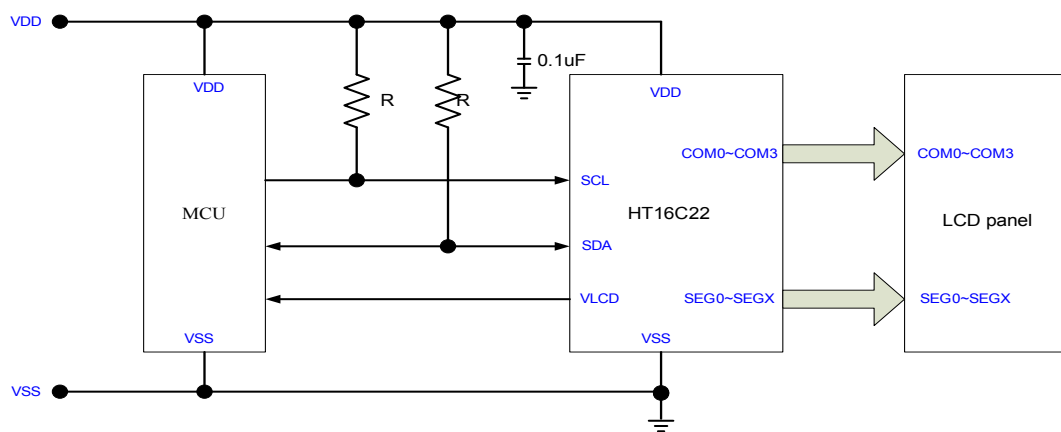 VDD
0.1uF
VDD
R
R
VDD
COM0~COM3
COM0~COM3
SCL
MCU
HT16C22
LCD panel
SDA
VLCD
SEG0~SEGX
SEG0~SEGX
VSS
VSS
VSS